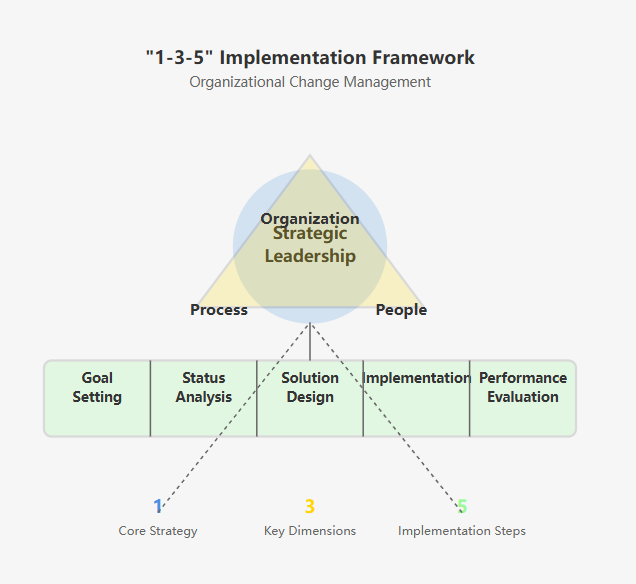 "1-3-5" Implementation Framework
Organizational Change Management
Organization
Strategic
Leadership
Process
People
Goal
Setting
Status
Analysis
Solution
Design
Implementation
Performance
Evaluation
1
3
5
Core Strategy
Key Dimensions
Implementation Steps